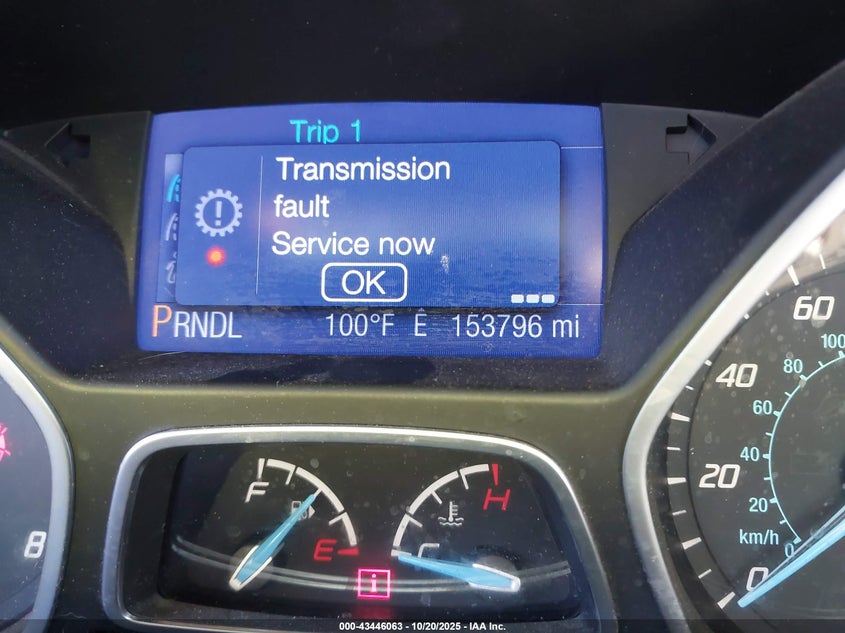 Trip 1
Transmission
fault
Service now
OK
PRNDL 100°F Ê 153796 mi
F
E
C
H
i
8
0
20
40
60
0
20
40
60
80
100
km/h
000-43446063 / 10/20/2025 - IAA Inc.